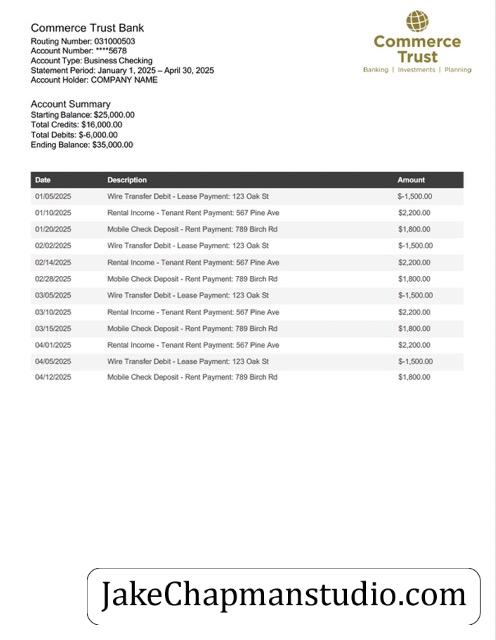 Commerce Trust Bank
Routing Number: 031000503
Account Number: ****5678
Account Type: Business Checking
Statement Period: January 1, 2025 – April 30, 2025
Account Holder: COMPANY NAME
Commerce
Trust
Banking | Investments | Planning
Account Summary
Starting Balance: $25,000.00
Total Credits: $16,000.00
Total Debits: $-6,000.00
Ending Balance: $35,000.00
Date Description Amount
01/05/2025 Wire Transfer Debit - Lease Payment: 123 Oak St $-1,500.00
01/10/2025 Rental Income - Tenant Rent Payment: 567 Pine Ave $2,200.00
01/20/2025 Mobile Check Deposit - Rent Payment: 789 Birch Rd $1,800.00
02/02/2025 Wire Transfer Debit - Lease Payment: 123 Oak St $-1,500.00
02/14/2025 Rental Income - Tenant Rent Payment: 567 Pine Ave $2,200.00
02/28/2025 Mobile Check Deposit - Rent Payment: 789 Birch Rd $1,800.00
03/05/2025 Wire Transfer Debit - Lease Payment: 123 Oak St $-1,500.00
03/10/2025 Rental Income - Tenant Rent Payment: 567 Pine Ave $2,200.00
03/15/2025 Mobile Check Deposit - Rent Payment: 789 Birch Rd $1,800.00
04/01/2025 Rental Income - Tenant Rent Payment: 567 Pine Ave $2,200.00
04/05/2025 Wire Transfer Debit - Lease Payment: 123 Oak St $-1,500.00
04/12/2025 Mobile Check Deposit - Rent Payment: 789 Birch Rd $1,800.00
JakeChapmanstudio.com